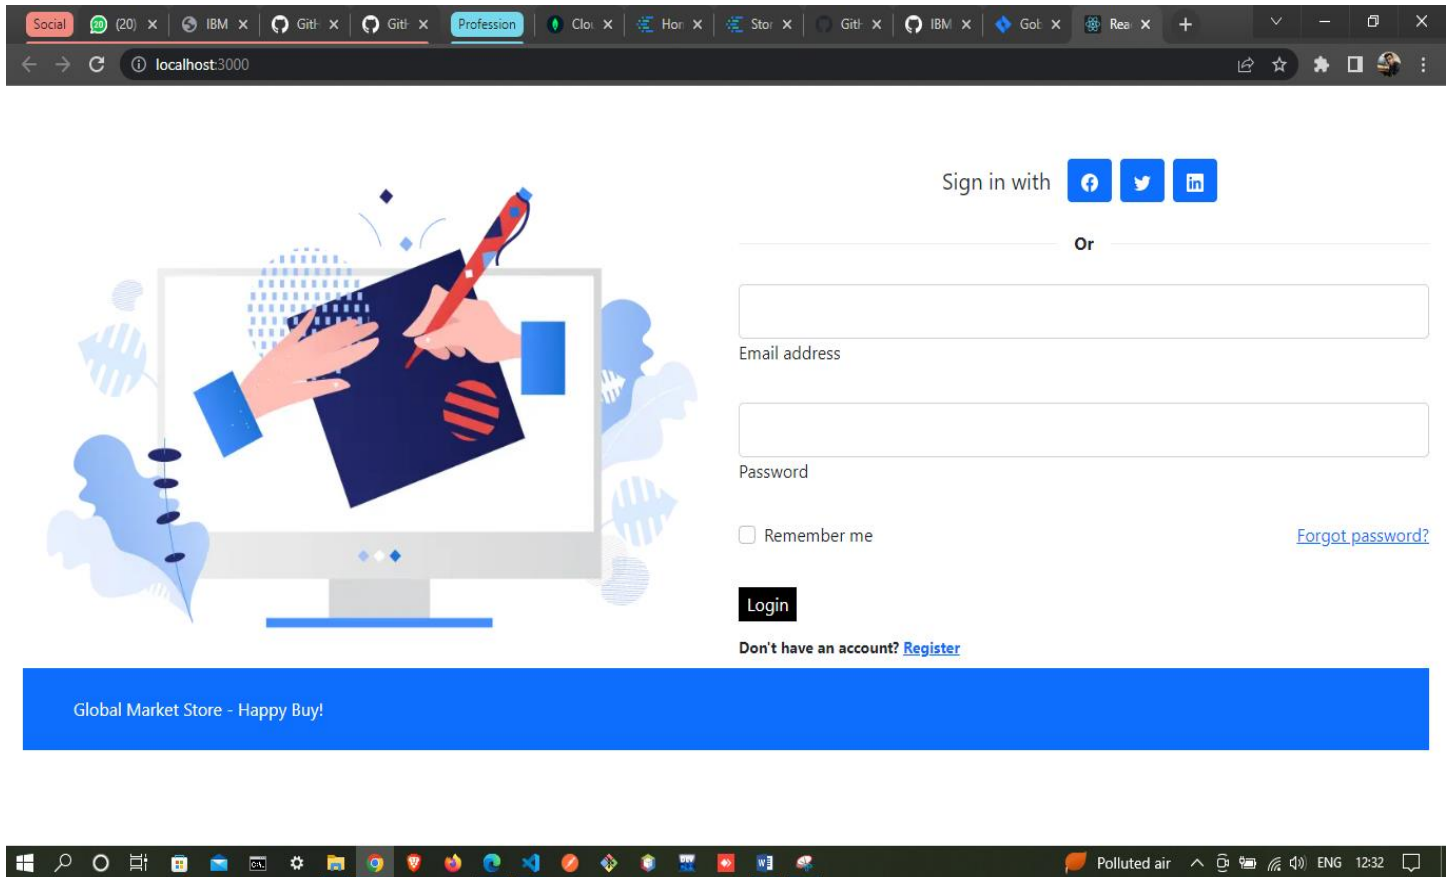 Social (20) IBM Profession IBM
localhost:3000
Sign in with
Or
Email address
Password
Remember me Forgot password?
Login
Don't have an account? Register
Global Market Store - Happy Buy!
Polluted air ENG 12:32